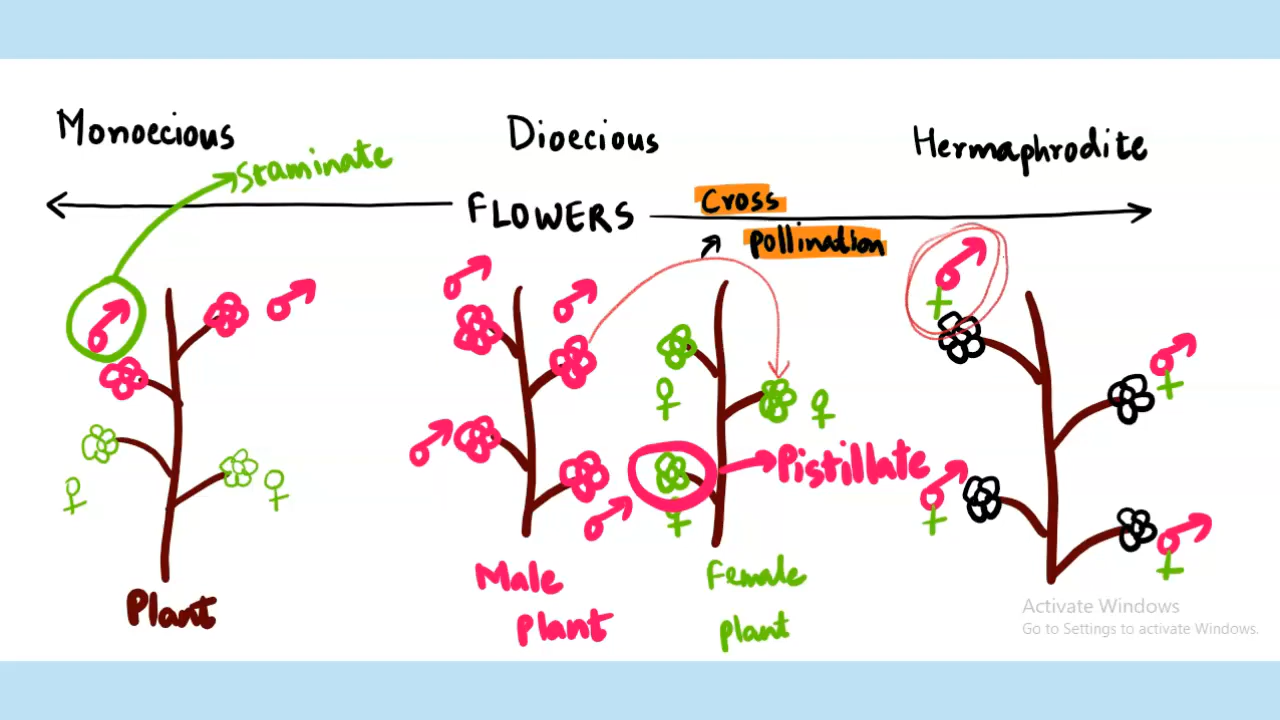 Monoecious
Dioecious
Hermaphrodite
Staminate
FLOWERS
Cross
pollination
Pistillate
Plant
Male
plant
Female
plant
Activate Windows
Go to Settings to activate Windows.